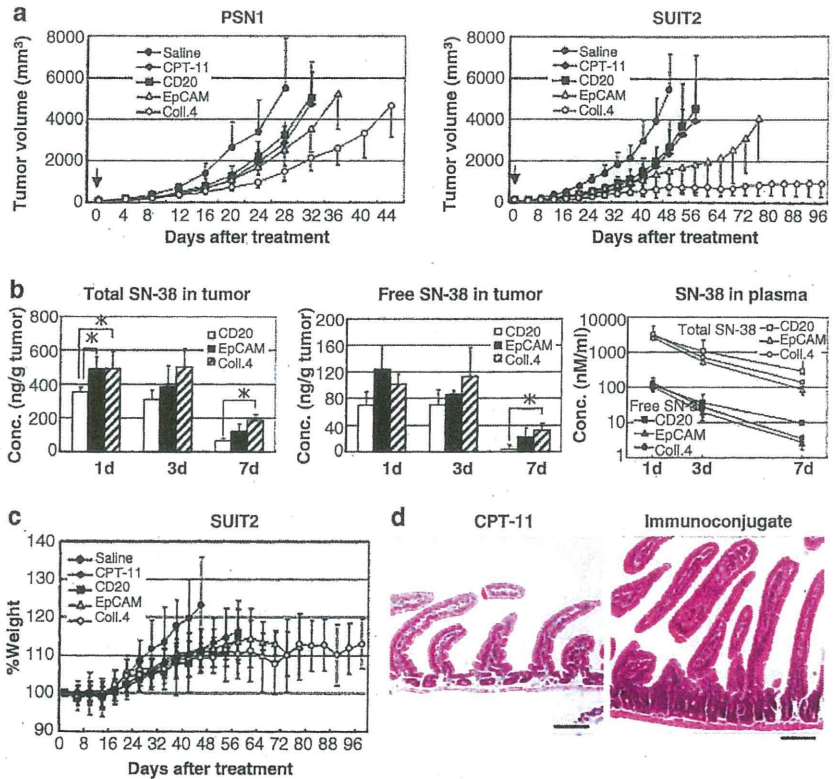 a
PSN1
Tumor volume (mm³)
8000
6000
4000
2000
0
Saline
CPT-11
CD20
EpCAM
Coll.4
0 4 8 12 16 20 24 28 32 36 40 44
Days after treatment
SUIT2
Tumor volume (mm³)
8000
6000
4000
2000
0
Saline
CPT-11
CD20
EpCAM
Coll.4
0 8 16 24 32 40 48 56 64 72 80 88 96
Days after treatment
b
Total SN-38 in tumor
Conc. (ng/g tumor)
800
600
400
200
0
*
*
*
CD20
EpCAM
Coll.4
1d 3d 7d
Free SN-38 in tumor
Conc. (ng/g tumor)
200
160
120
80
40
0
*
CD20
EpCAM
Coll.4
1d 3d 7d
SN-38 in plasma
Conc. (nM/ml)
10000
1000
100
10
1
Total SN-38
CD20
EpCAM
Coll.4
Free SN-38
CD20
EpCAM
Coll.4
1d 3d 7d
c
SUIT2
%Weight
140
130
120
110
100
90
Saline
CPT-11
CD20
EpCAM
Coll.4
0 8 16 24 32 40 48 56 64 72 80 88 96
Days after treatment
d
CPT-11
Immunoconjugate